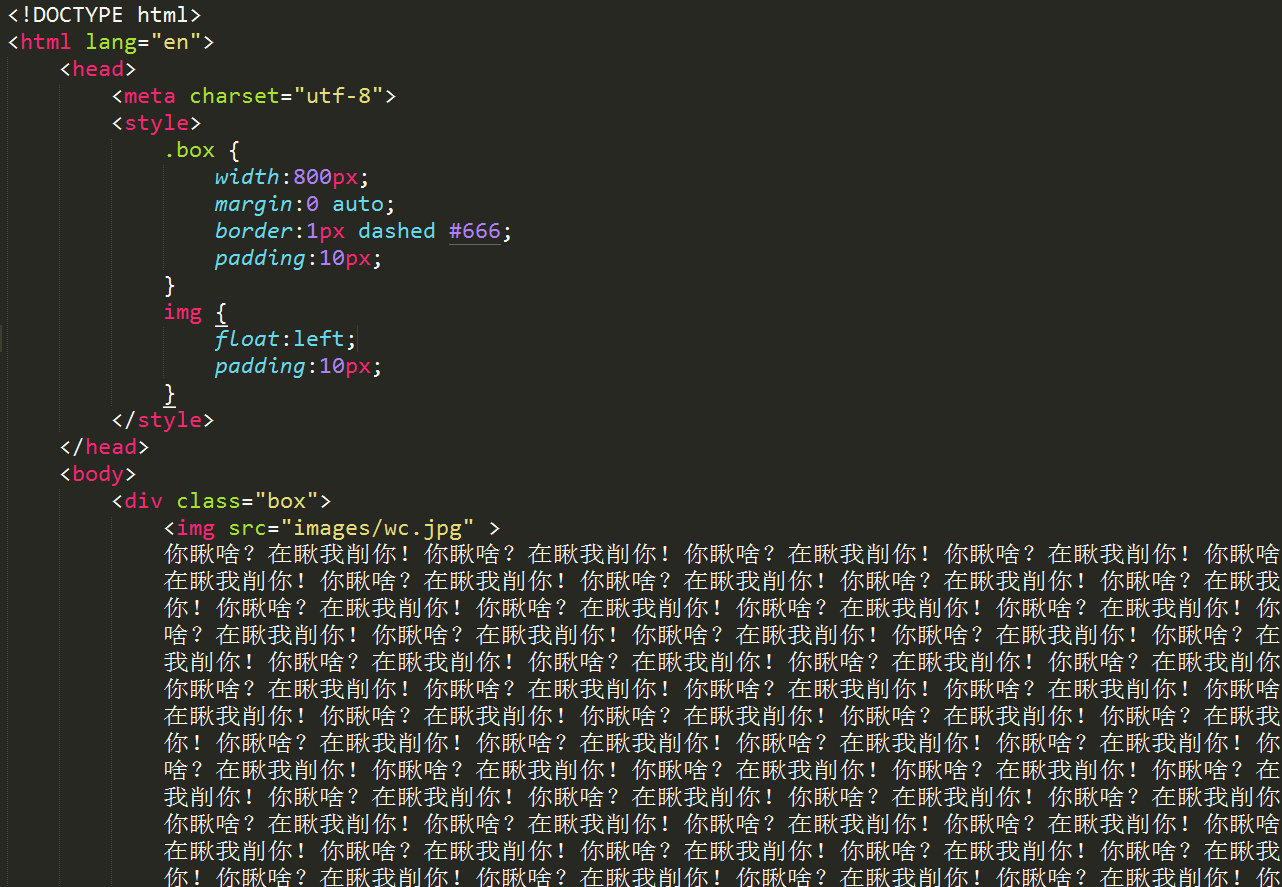 <!DOCTYPE html>
<html lang="en">
<head>
<meta charset="utf-8">
<style>
.box {
width:800px;
margin:0 auto;
border:1px dashed #666;
padding:10px;
}
img {
float:left;
padding:10px;
}
</style>
</head>
<body>
<div class="box">
<img src="images/wc.jpg" >
你瞅啥？在瞅我削你！你瞅啥？在瞅我削你！你瞅啥？在瞅我削你！你瞅啥？在瞅我削你！你瞅啥
在瞅我削你！你瞅啥？在瞅我削你！你瞅啥？在瞅我削你！你瞅啥？在瞅我削你！你瞅啥？在瞅我
你！你瞅啥？在瞅我削你！你瞅啥？在瞅我削你！你瞅啥？在瞅我削你！你瞅啥？在瞅我削你！你
啥？在瞅我削你！你瞅啥？在瞅我削你！你瞅啥？在瞅我削你！你瞅啥？在瞅我削你！你瞅啥？在
我削你！你瞅啥？在瞅我削你！你瞅啥？在瞅我削你！你瞅啥？在瞅我削你！你瞅啥？在瞅我削你
你瞅啥？在瞅我削你！你瞅啥？在瞅我削你！你瞅啥？在瞅我削你！你瞅啥？在瞅我削你！你瞅啥
在瞅我削你！你瞅啥？在瞅我削你！你瞅啥？在瞅我削你！你瞅啥？在瞅我削你！你瞅啥？在瞅我
你！你瞅啥？在瞅我削你！你瞅啥？在瞅我削你！你瞅啥？在瞅我削你！你瞅啥？在瞅我削你！你
啥？在瞅我削你！你瞅啥？在瞅我削你！你瞅啥？在瞅我削你！你瞅啥？在瞅我削你！你瞅啥？在
我削你！你瞅啥？在瞅我削你！你瞅啥？在瞅我削你！你瞅啥？在瞅我削你！你瞅啥？在瞅我削你
你瞅啥？在瞅我削你！你瞅啥？在瞅我削你！你瞅啥？在瞅我削你！你瞅啥？在瞅我削你！你瞅啥
在瞅我削你！你瞅啥？在瞅我削你！你瞅啥？在瞅我削你！你瞅啥？在瞅我削你！你瞅啥？在瞅我
你！你瞅啥？在瞅我削你！你瞅啥？在瞅我削你！你瞅啥？在瞅我削你！你瞅啥？在瞅我削你！你